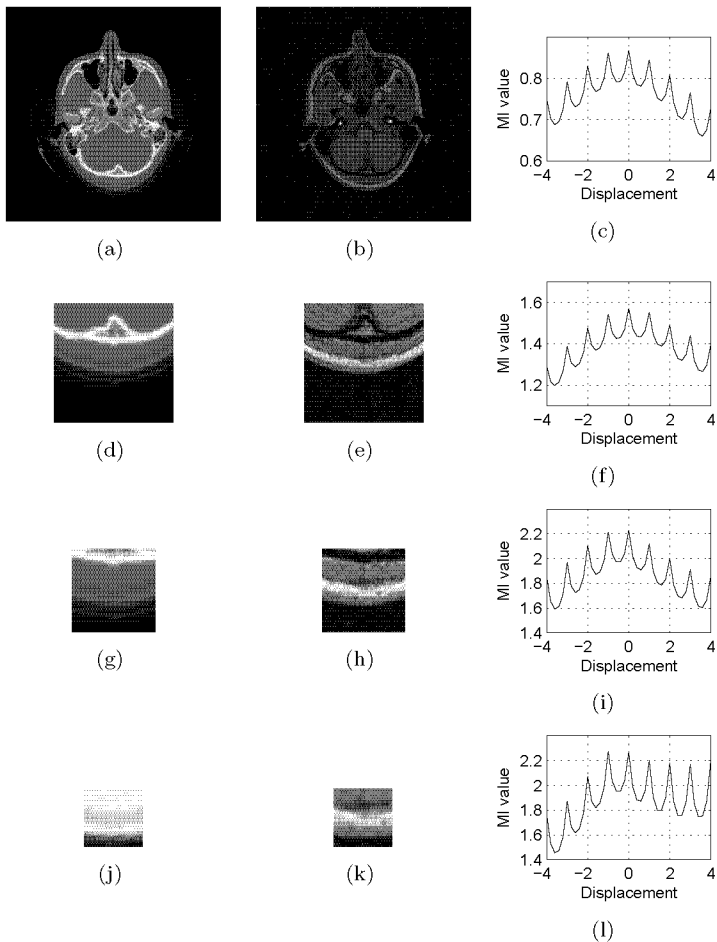 MI value
0.8
0.7
0.6
−4 −2 0 2 4
Displacement
(a)
(b)
(c)
MI value
1.6
1.4
1.2
−4 −2 0 2 4
Displacement
(d)
(e)
(f)
MI value
2.2
2
1.8
1.6
1.4
−4 −2 0 2 4
Displacement
(g)
(h)
(i)
MI value
2.2
2
1.8
1.6
1.4
−4 −2 0 2 4
Displacement
(j)
(k)
(l)